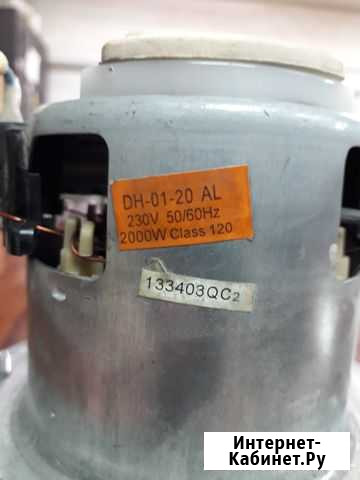 DH-01-20 AL
230V 50/60Hz
2000W Class 120
133403QC2
Интернет-
Кабинет.Ру